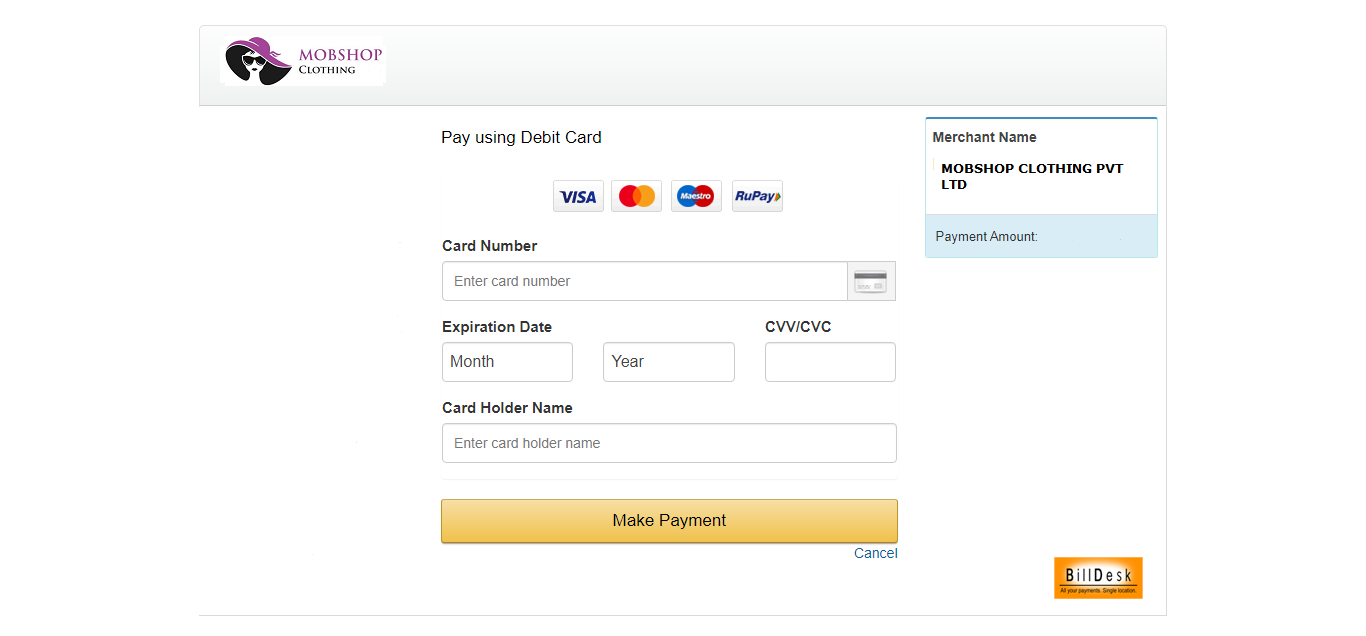 MOBSHOP
CLOTHING
Pay using Debit Card
VISA
Maestro
RuPay
Card Number
Enter card number
Expiration Date
CVV/CVC
Month
Year
Card Holder Name
Enter card holder name
Make Payment
Cancel
Merchant Name
MOBSHOP CLOTHING PVT
LTD
Payment Amount:
BillDesk
All your payments. Single location.